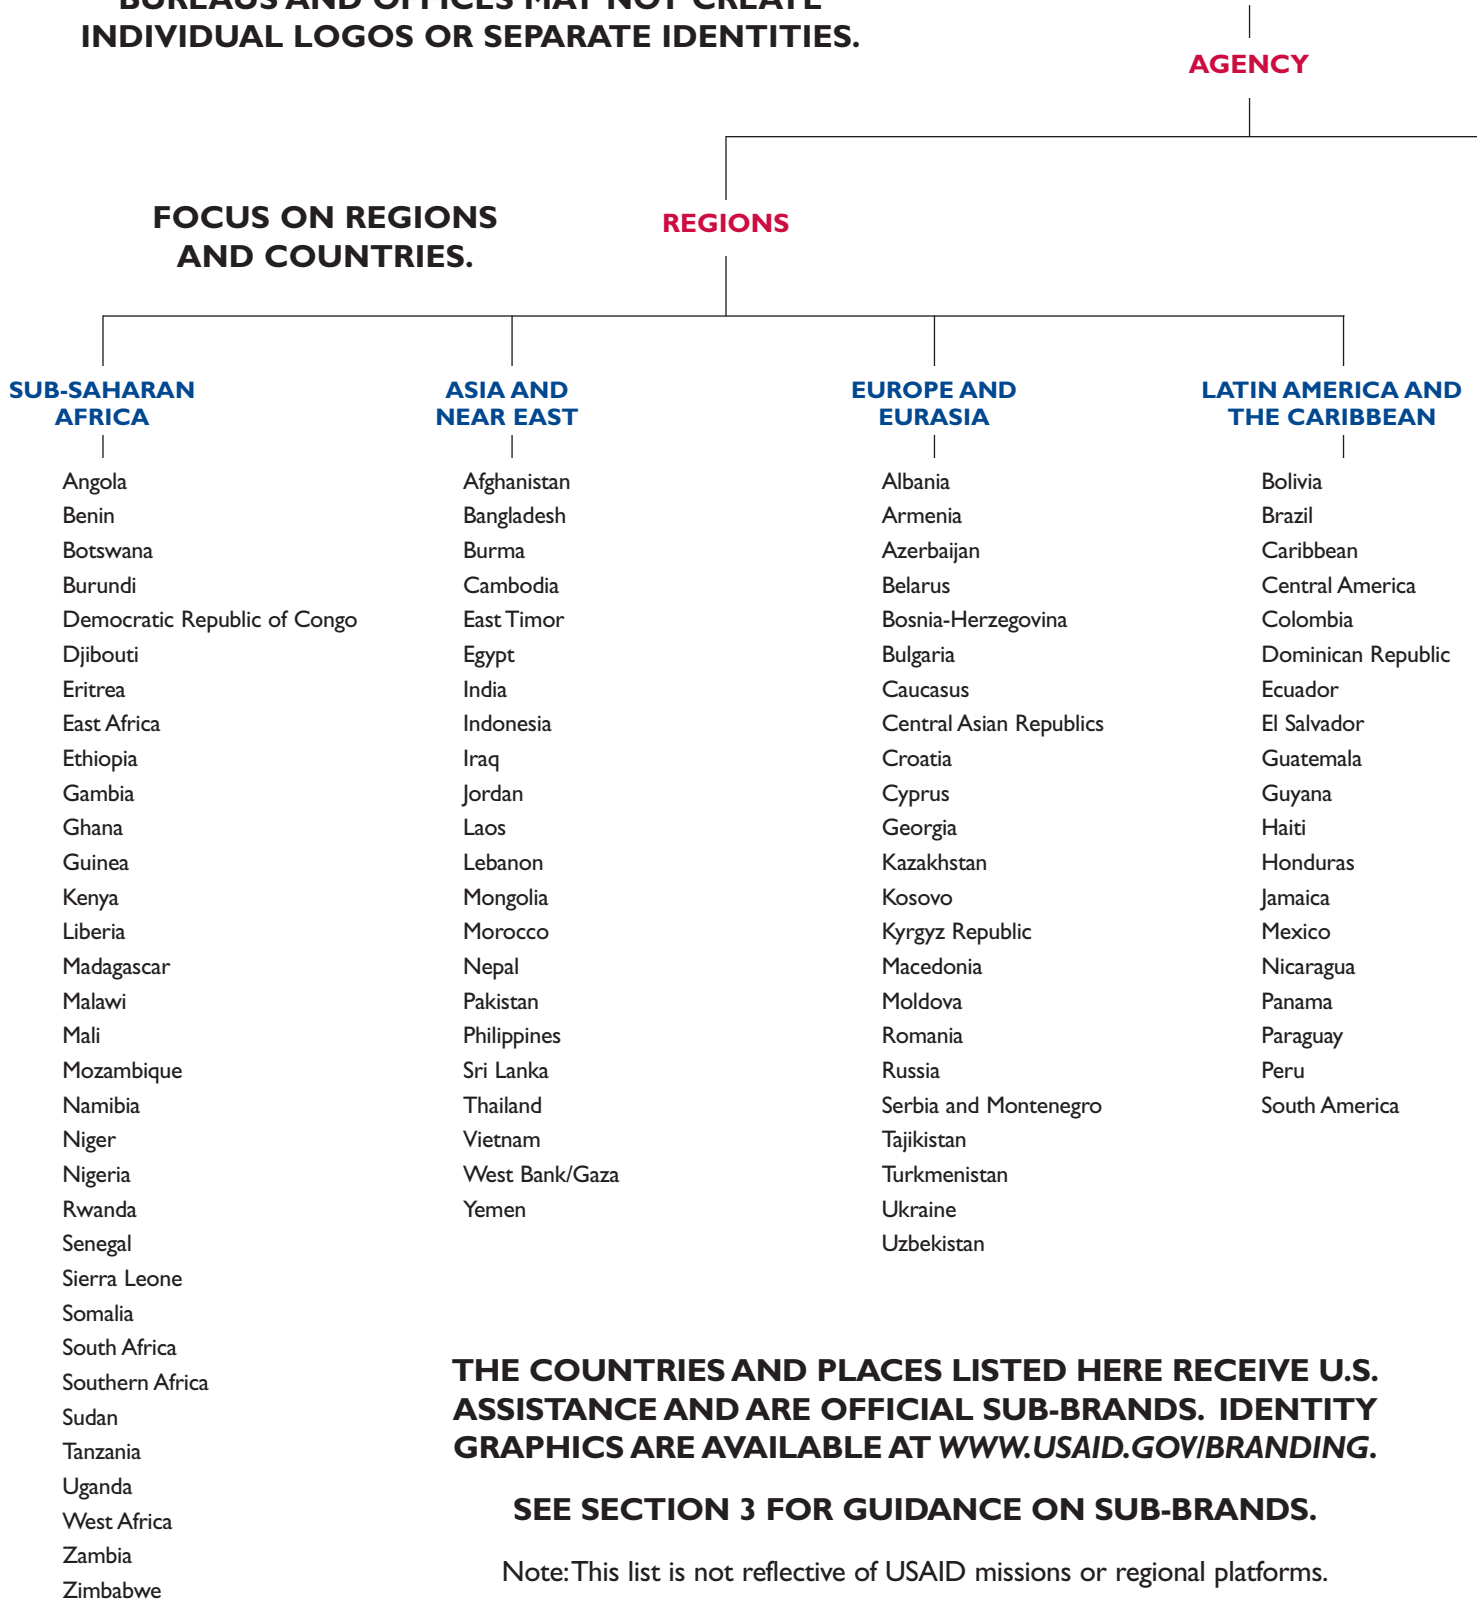 BUREAUS AND OFFICES MAY NOT CREATE
INDIVIDUAL LOGOS OR SEPARATE IDENTITIES.
AGENCY
FOCUS ON REGIONS
AND COUNTRIES.
REGIONS
SUB-SAHARAN
AFRICA
Angola
Benin
Botswana
Burundi
Democratic Republic of Congo
Djibouti
Eritrea
East Africa
Ethiopia
Gambia
Ghana
Guinea
Kenya
Liberia
Madagascar
Malawi
Mali
Mozambique
Namibia
Niger
Nigeria
Rwanda
Senegal
Sierra Leone
Somalia
South Africa
Southern Africa
Sudan
Tanzania
Uganda
West Africa
Zambia
Zimbabwe
ASIA AND
NEAR EAST
Afghanistan
Bangladesh
Burma
Cambodia
East Timor
Egypt
India
Indonesia
Iraq
Jordan
Laos
Lebanon
Mongolia
Morocco
Nepal
Pakistan
Philippines
Sri Lanka
Thailand
Vietnam
West Bank/Gaza
Yemen
EUROPE AND
EURASIA
Albania
Armenia
Azerbaijan
Belarus
Bosnia-Herzegovina
Bulgaria
Caucasus
Central Asian Republics
Croatia
Cyprus
Georgia
Kazakhstan
Kosovo
Kyrgyz Republic
Macedonia
Moldova
Romania
Russia
Serbia and Montenegro
Tajikistan
Turkmenistan
Ukraine
Uzbekistan
LATIN AMERICA AND
THE CARIBBEAN
Bolivia
Brazil
Caribbean
Central America
Colombia
Dominican Republic
Ecuador
El Salvador
Guatemala
Guyana
Haiti
Honduras
Jamaica
Mexico
Nicaragua
Panama
Paraguay
Peru
South America
THE COUNTRIES AND PLACES LISTED HERE RECEIVE U.S.
ASSISTANCE AND ARE OFFICIAL SUB-BRANDS. IDENTITY
GRAPHICS ARE AVAILABLE AT WWW.USAID.GOV/BRANDING.
SEE SECTION 3 FOR GUIDANCE ON SUB-BRANDS.
Note: This list is not reflective of USAID missions or regional platforms.